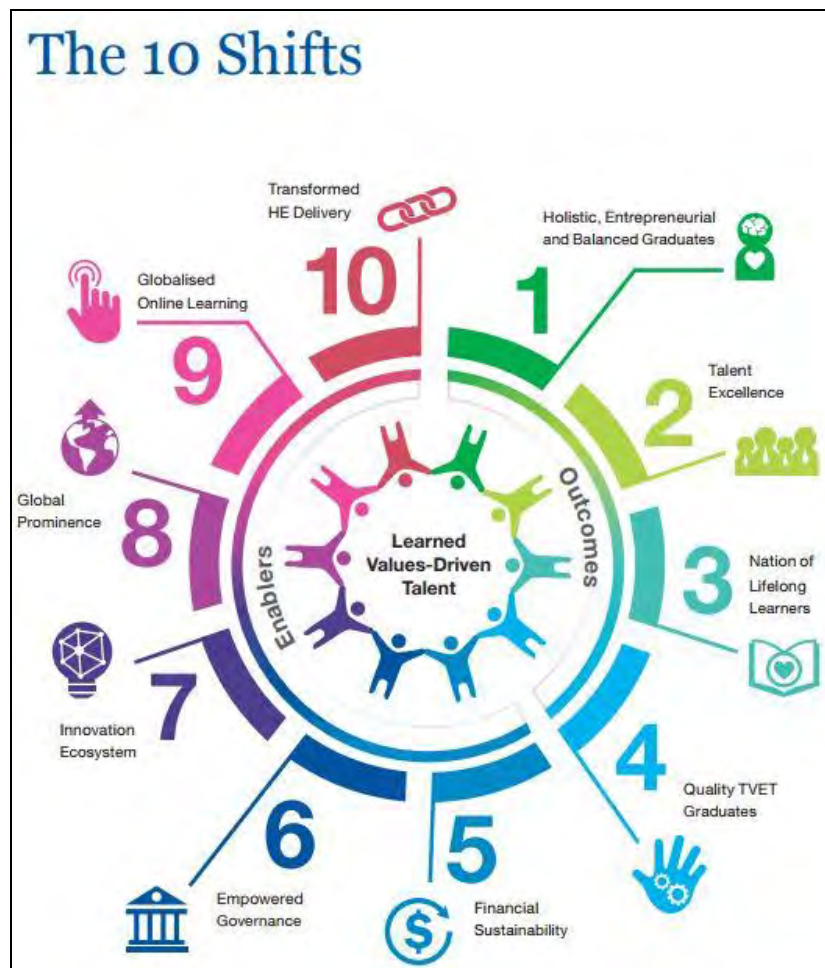 The 10 Shifts
1
Holistic, Entrepreneurial
and Balanced Graduates
2
Talent
Excellence
3
Nation of
Lifelong
Learners
4
Quality TVET
Graduates
5
Financial
Sustainability
$
6
Empowered
Governance
7
Innovation
Ecosystem
8
Global
Prominence
9
Globalised
Online Learning
10
Transformed
HE Delivery
Enablers
Outcomes
Learned
Values-Driven
Talent